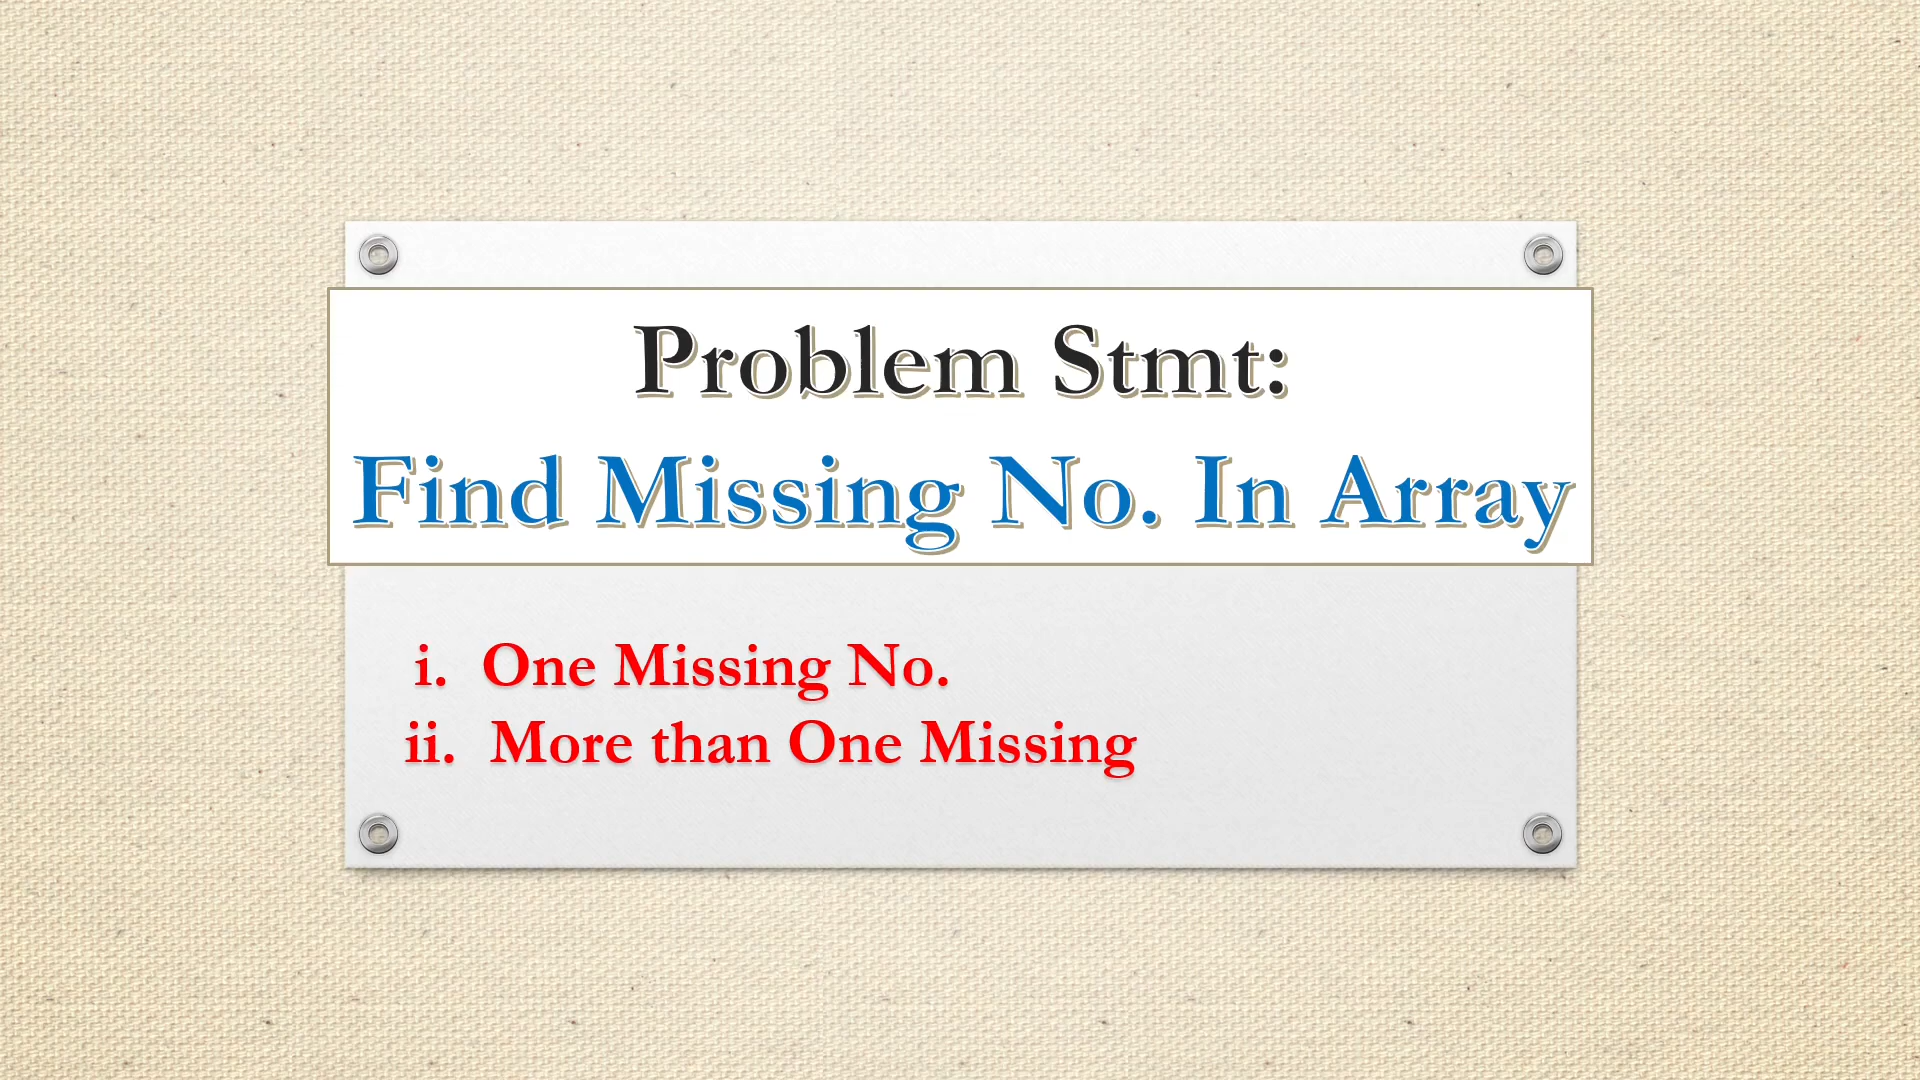 Problem Stmt:
Find Missing No. In Array
i. One Missing No.
ii. More than One Missing